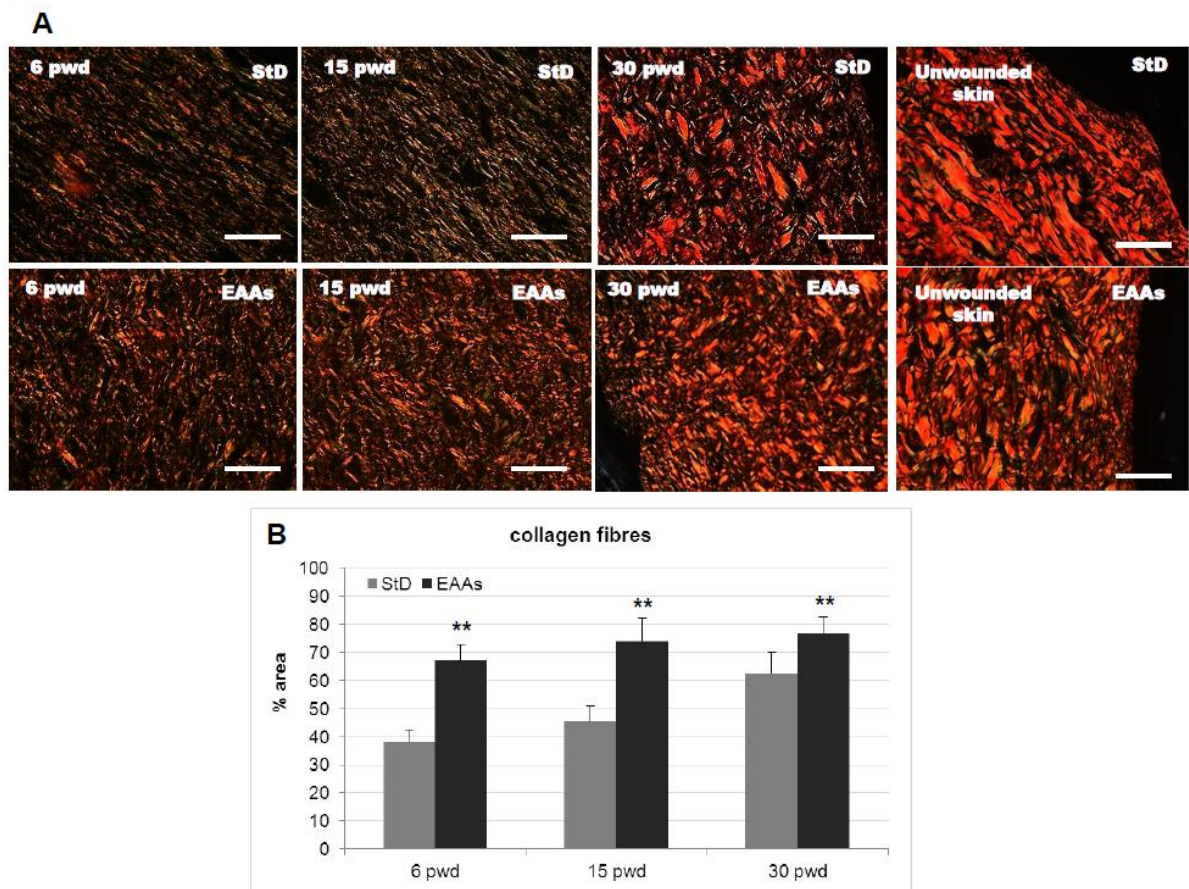 A
6 pwd StD
15 pwd StD
30 pwd StD
Unwounded StD
skin
6 pwd EAAs
15 pwd EAAs
30 pwd EAAs
Unwounded EAAs
skin
B
collagen fibres
StD EAAs
% area
100
90
80
70
60
50
40
30
20
10
0
**
**
**
6 pwd 15 pwd 30 pwd